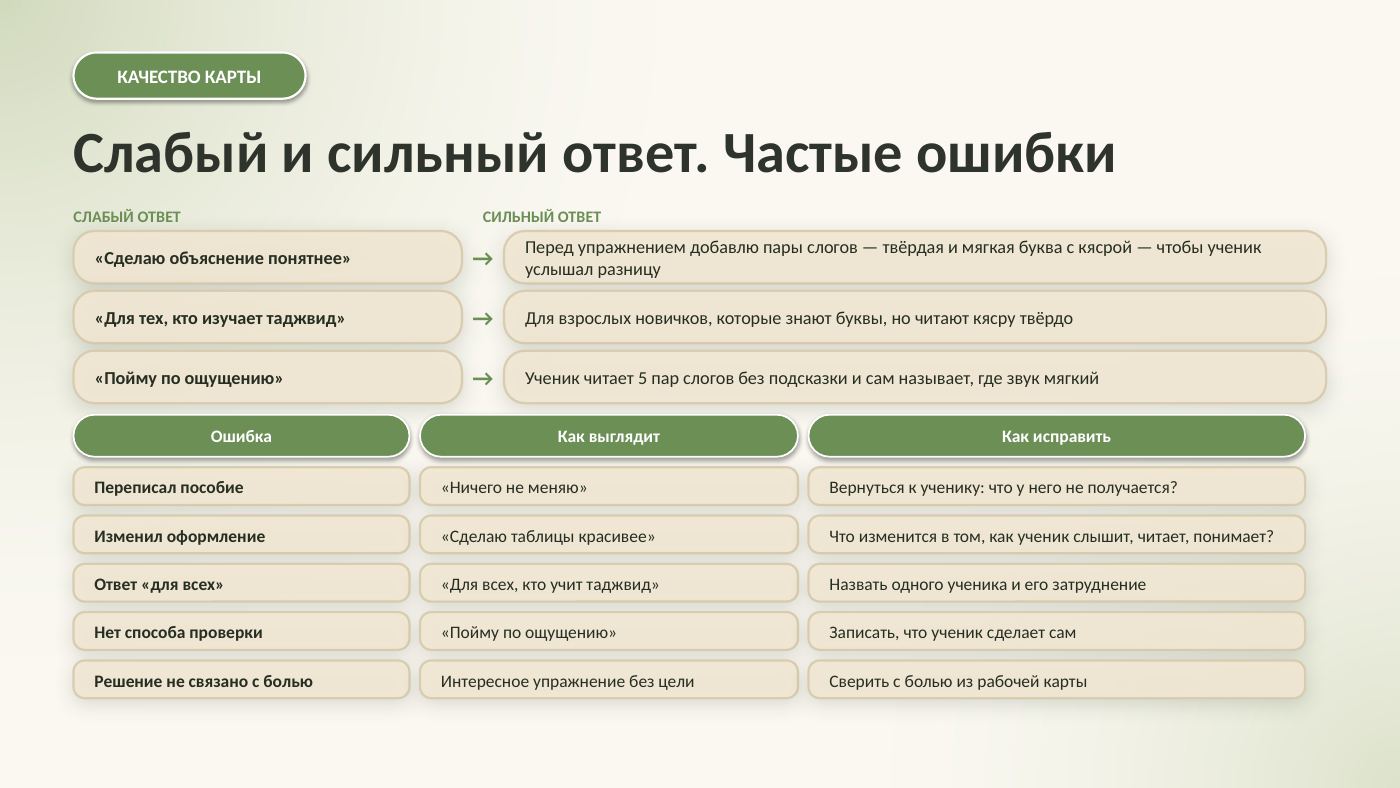 КАЧЕСТВО КАРТЫ
Слабый и сильный ответ. Частые ошибки
СЛАБЫЙ ОТВЕТ
СИЛЬНЫЙ ОТВЕТ
«Сделаю объяснение понятнее»
→
Перед упражнением добавлю пары слогов — твёрдая и мягкая буква с кясрой — чтобы ученик
услышал разницу
«Для тех, кто изучает таджвид»
→
Для взрослых новичков, которые знают буквы, но читают кясру твёрдо
«Пойму по ощущению»
→
Ученик читает 5 пар слогов без подсказки и сам называет, где звук мягкий
Ошибка
Как выглядит
Как исправить
Переписал пособие
«Ничего не меняю»
Вернуться к ученику: что у него не получается?
Изменил оформление
«Сделаю таблицы красивее»
Что изменится в том, как ученик слышит, читает, понимает?
Ответ «для всех»
«Для всех, кто учит таджвид»
Назвать одного ученика и его затруднение
Нет способа проверки
«Пойму по ощущению»
Записать, что ученик сделает сам
Решение не связано с болью
Интересное упражнение без цели
Сверить с болью из рабочей карты